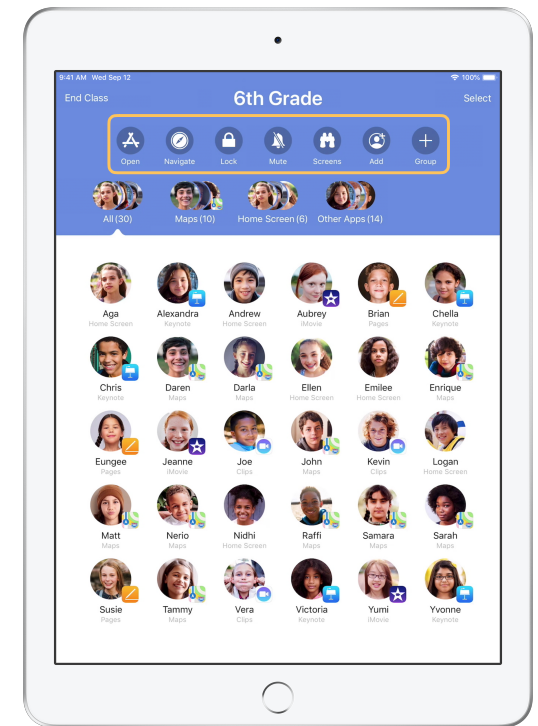 9:41 AM Wed Sep 12 100%
End Class 6th Grade Select
Open Navigate Lock Mute Screens Add Group
All (30) Maps (10) Home Screen (6) Other Apps (14)
Aga Alexandra Andrew Aubrey Brian Chella
Home Screen Keynote Home Screen iMovie Pages Keynote
Chris Daren Darla Ellen Emilee Enrique
Keynote Maps Maps Home Screen Home Screen Maps
Eungee Jeanne Joe John Kevin Logan
Pages iMovie Clips Maps Clips Home Screen
Matt Nerio Nidhi Raffi Samara Sarah
Maps Maps Home Screen Maps Maps Maps
Susie Tammy Vera Victoria Yumi Yvonne
Pages Maps Clips Keynote iMovie Keynote